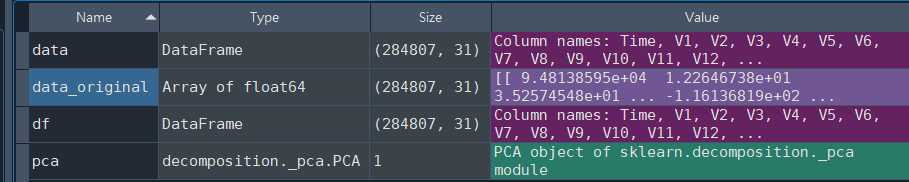 Name Type Size Value
data DataFrame (284807, 31) Column names: Time, V1, V2, V3, V4, V5, V6,
V7, V8, V9, V10, V11, V12, ...
data_original Array of float64 (284807, 31) [[ 9.48138595e+04 1.22646738e+01
3.52574548e+01 ... -1.16136819e+02 ...
df DataFrame (284807, 31) Column names: Time, V1, V2, V3, V4, V5, V6,
V7, V8, V9, V10, V11, V12, ...
pca decomposition._pca.PCA 1 PCA object of sklearn.decomposition._pca
module